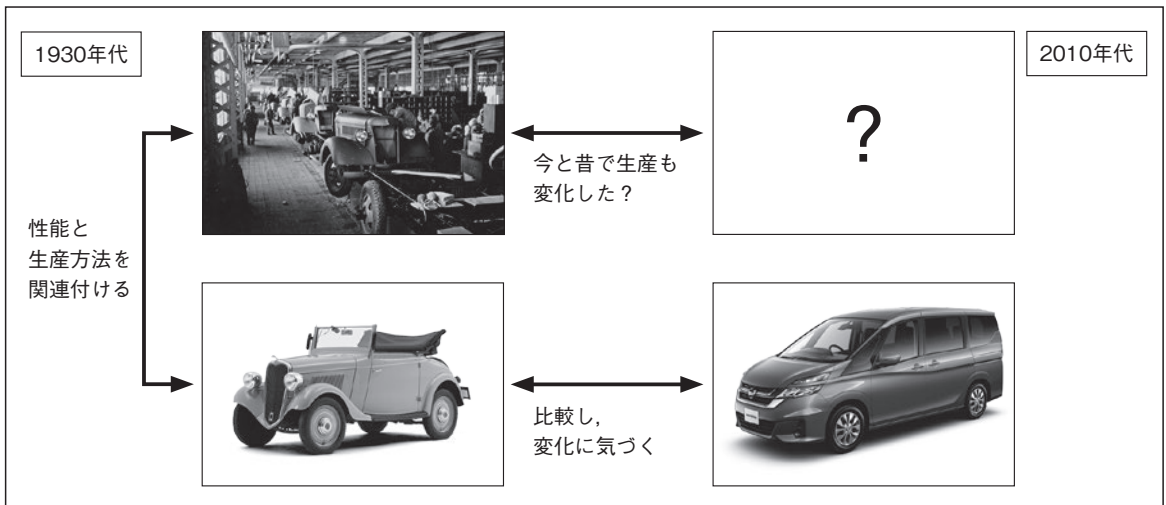 1930年代
2010年代
?
今と昔で生産も
変化した？
性能と
生産方法を
関連付ける
比較し，
変化に気づく